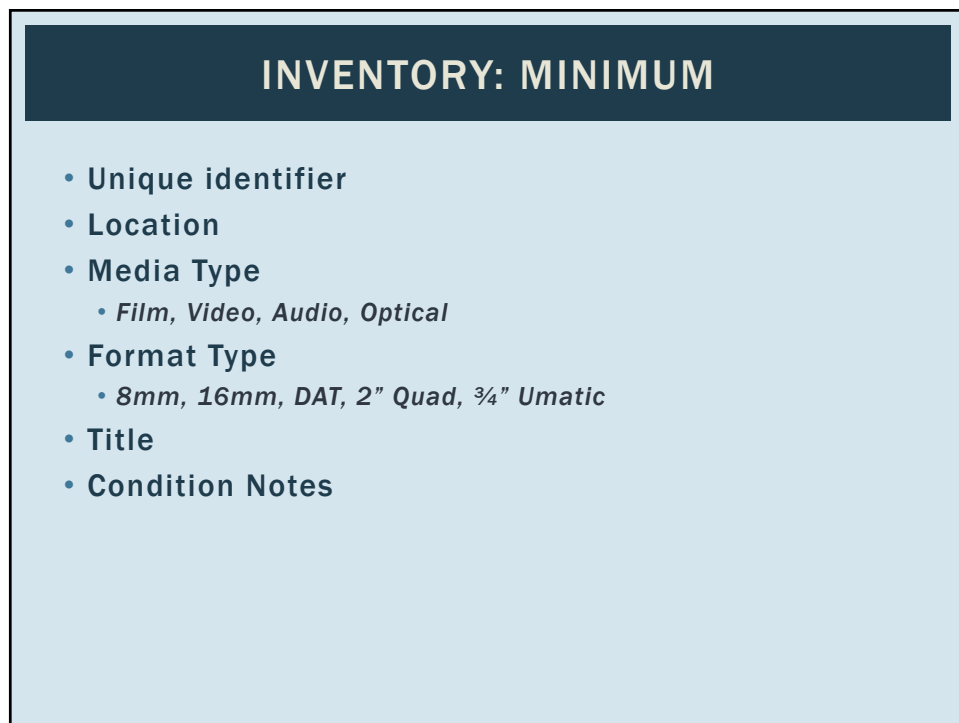 INVENTORY: MINIMUM
• Unique identifier
• Location
• Media Type
• Film, Video, Audio, Optical
• Format Type
• 8mm, 16mm, DAT, 2” Quad, ¾” Umatic
• Title
• Condition Notes